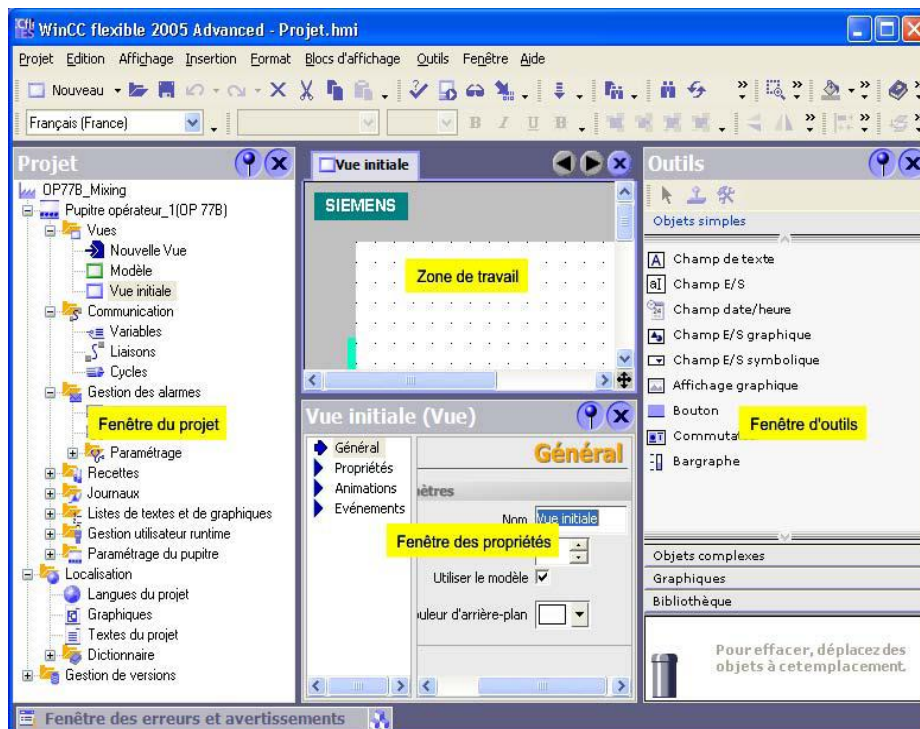 WinCC flexible 2005 Advanced - Projet.hmi
Projet Edition Affichage Insertion Format Blocs d'affichage Outils Fenêtre Aide
Nouveau
Français (France)
B I U B
Projet
OP77B_Mixing
Pupitre opérateur_1(OP 77B)
Vues
Nouvelle Vue
Modèle
Vue initiale
Communication
Variables
Liaisons
Cycles
Gestion des alarmes
Fenêtre du projet
Paramétrage
Recettes
Journaux
Listes de textes et de graphiques
Gestion utilisateur runtime
Paramétrage du pupitre
Localisation
Langues du projet
Graphiques
Textes du projet
Dictionnaire
Gestion de versions
Vue initiale
SIEMENS
Zone de travail
Vue initiale (Vue)
Général
Propriétés
Animations
Evénements
Général
Nom Vue initiale
Fenêtre des propriétés
Utiliser le modèle
d'arrière-plan
Outils
Objets simples
Champ de texte
Champ E/S
Champ date/heure
Champ E/S graphique
Champ E/S symbolique
Affichage graphique
Bouton
Fenêtre d'outils
Bargraphe
Objets complexes
Graphiques
Bibliothèque
Pour effacer, déplacez des
objets à cet emplacement.
Fenêtre des erreurs et avertissements